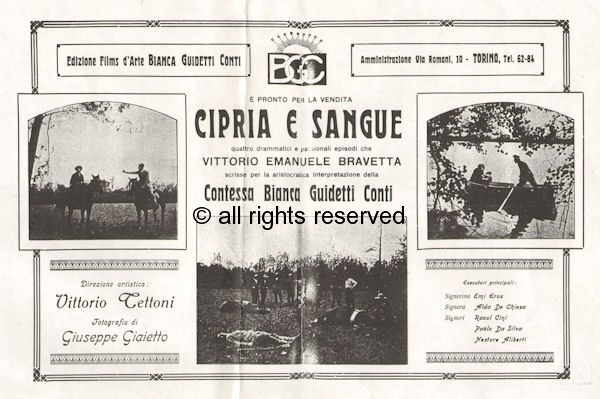 Edizione Films d'Arte BIANCA GUIDETTI CONTI
BGC
Amministrazione Via Romani, 10 - TORINO, Tel. 62-84
È PRONTO PER LA VENDITA
CIPRIA E SANGUE
quattro drammatici e passionali episodi che
VITTORIO EMANUELE BRAVETTA
scrisse per la aristocratica interpretazione della
Contessa Bianca Guidetti Conti
© all rights reserved
Direzione artistica:
Vittorio Tettoni
Fotografia di
Giuseppe Giaietto
Esecutori principali:
Signorina Emi Eros
Signora Aldo De Chiesa
Signori Raoul Cini
Pablo Da Silva
Nestore Aliberti